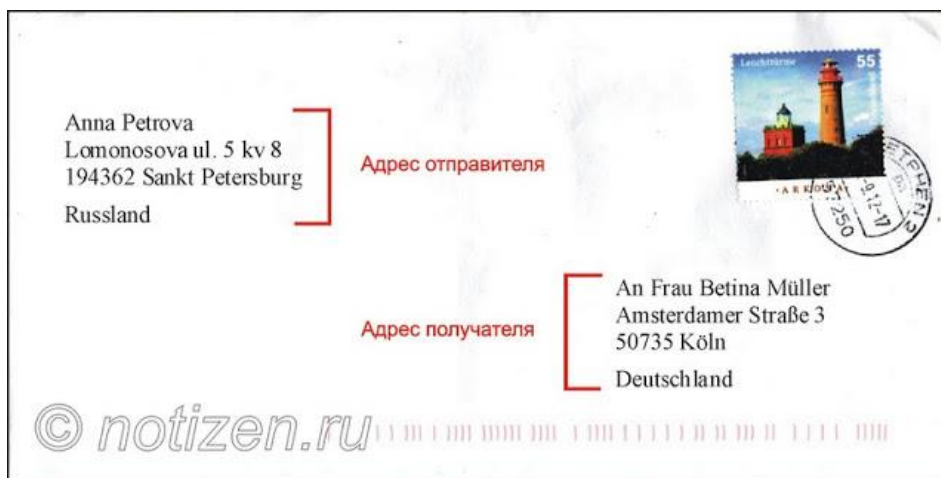 Leuchttürme 55
Anna Petrova
Lomonosova ul. 5 kv 8
194362 Sankt Petersburg
Russland
Адрес отправителя
ARKONA
An Frau Betina Müller
Amsterdamer Straße 3
50735 Köln
Deutschland
Адрес получателя
© notizen.ru